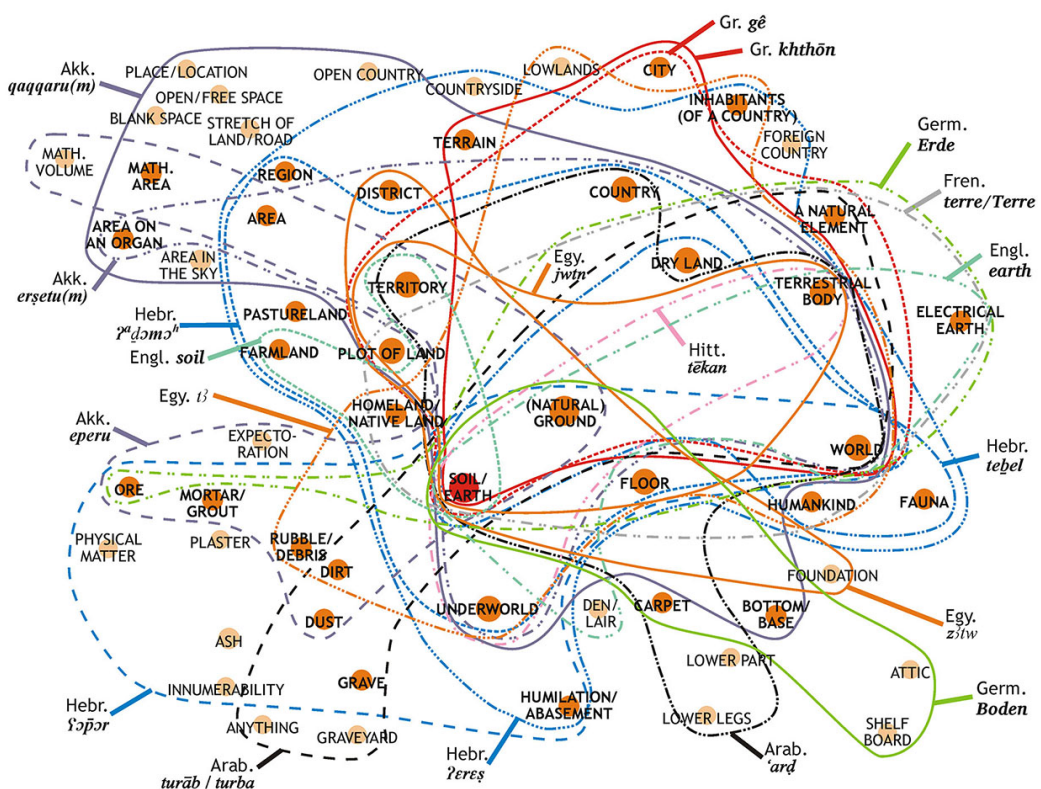 Gr. gê
Gr. khthōn
Akk.
qaqqaru(m)
PLACE/LOCATION
OPEN COUNTRY
LOWLANDS
CITY
OPEN/FREE SPACE
COUNTRYSIDE
INHABITANTS
(OF A COUNTRY)
BLANK SPACE
STRETCH OF
LAND/ROAD
TERRAIN
FOREIGN
COUNTRY
Germ.
Erde
MATH.
VOLUME
MATH.
AREA
REGION
DISTRICT
COUNTRY
Fren.
terre/Terre
AREA
A NATURAL
ELEMENT
AREA ON
AN ORGAN
AREA IN
THE SKY
Egy.
jwtn
DRY LAND
Engl.
earth
Akk.
erṣetu(m)
TERRITORY
TERRESTRIAL
BODY
PASTURELAND
ELECTRICAL
EARTH
Hebr.
ʔᵃḏɔmɔʰ
Engl. soil
FARMLAND
PLOT OF LAND
Hitt.
tēkan
Egy. tꜣ
HOMELAND/
NATIVE LAND
(NATURAL)
GROUND
Akk.
eperu
EXPECTO-
RATION
WORLD
Hebr.
teḇel
ORE
MORTAR/
GROUT
SOIL/
EARTH
FLOOR
HUMANKIND
FAUNA
PHYSICAL
MATTER
PLASTER
RUBBLE/
DEBRIS
DIRT
FOUNDATION
DUST
UNDERWORLD
DEN/
LAIR
CARPET
BOTTOM/
BASE
Egy.
zꜣtw
ASH
LOWER PART
ATTIC
INNUMERABILITY
GRAVE
HUMILATION/
ABASEMENT
Germ.
Boden
Hebr.
ʕɔp̄ɔr
ANYTHING
GRAVEYARD
LOWER LEGS
SHELF
BOARD
Arab.
turāb / turba
Hebr.
ʔɛrɛṣ
Arab.
ʾarḍ